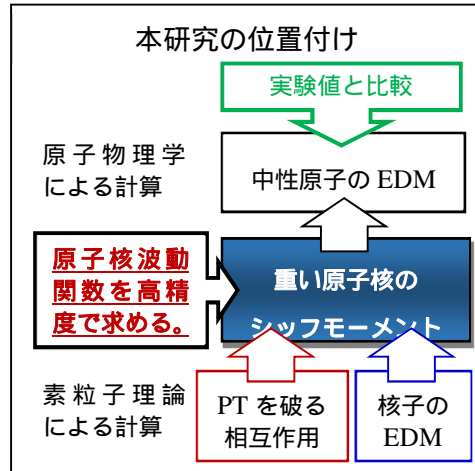 本研究の位置付け
実験値と比較
原子物理学
による計算
中性原子の EDM
原子核波動
関数を高精
度で求める。
重い原子核の
シッフモーメント
素粒子理論
による計算
PT を破る
相互作用
核子の
EDM